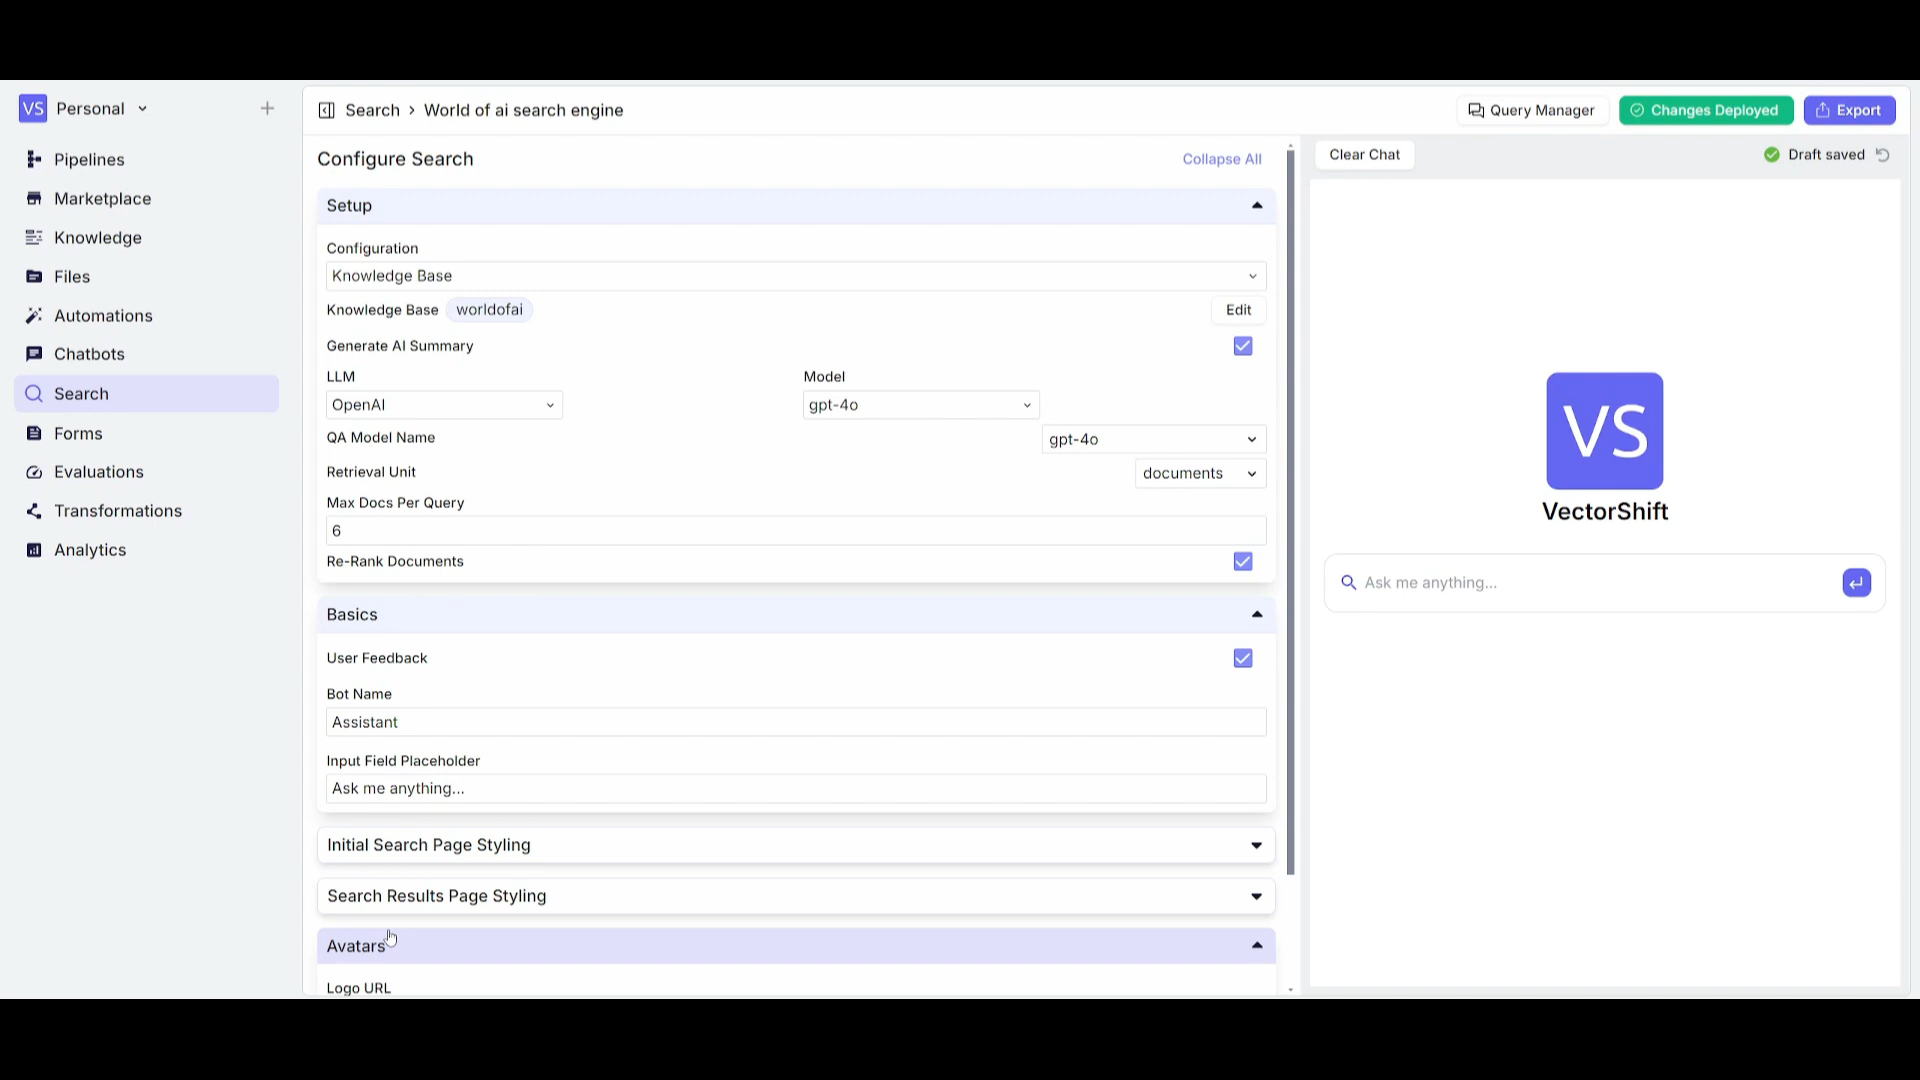 VS Personal
Search > World of ai search engine
Query Manager
Changes Deployed
Export
Pipelines
Marketplace
Knowledge
Files
Automations
Chatbots
Search
Forms
Evaluations
Transformations
Analytics
Configure Search
Collapse All
Setup
Configuration
Knowledge Base
Knowledge Base worldofai Edit
Generate AI Summary
LLM Model
OpenAI gpt-4o
QA Model Name gpt-4o
Retrieval Unit documents
Max Docs Per Query
6
Re-Rank Documents
Basics
User Feedback
Bot Name
Assistant
Input Field Placeholder
Ask me anything...
Initial Search Page Styling
Search Results Page Styling
Avatars
Logo URL
Clear Chat
Draft saved
VS
VectorShift
Ask me anything...